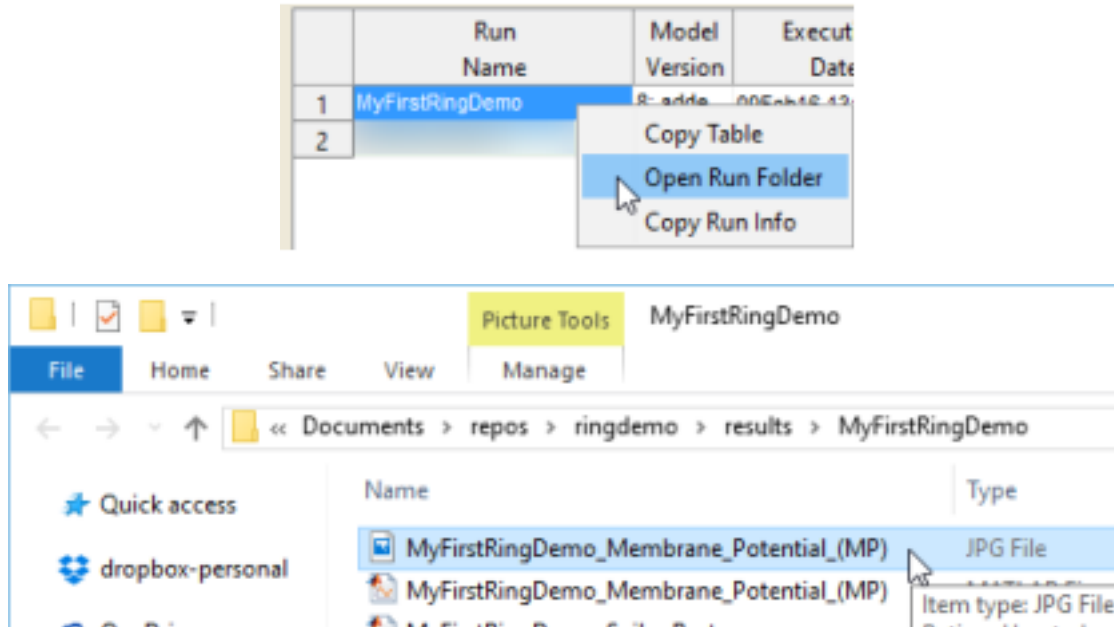 Run Model Execut
Name Version Date
1 MyFirstRingDemo 8: adde
2
Copy Table
Open Run Folder
Copy Run Info
Picture Tools MyFirstRingDemo
File Home Share View Manage
« Documents > repos > ringdemo > results > MyFirstRingDemo
Quick access
Name Type
MyFirstRingDemo_Membrane_Potential_(MP) JPG File
dropbox-personal
MyFirstRingDemo_Membrane_Potential_(MP)
Item type: JPG File